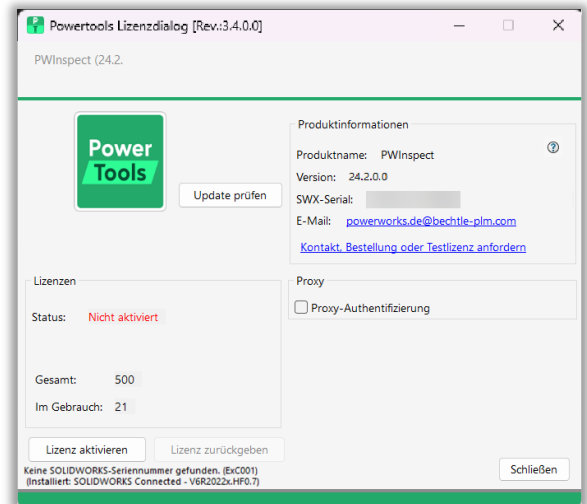 Powertools Lizenzdialog [Rev.:3.4.0.0]
PWInspect (24.2.
Power
Tools
Update prüfen
Produktinformationen
Produktname: PWInspect
Version: 24.2.0.0
SWX-Serial:
E-Mail: powerworks.de@bechtle-plm.com
Kontakt, Bestellung oder Testlizenz anfordern
Lizenzen
Status: Nicht aktiviert
Gesamt: 500
Im Gebrauch: 21
Proxy
Proxy-Authentifizierung
Lizenz aktivieren
Lizenz zurückgeben
Keine SOLIDWORKS-Seriennummer gefunden. (ExC001)
(Installiert: SOLIDWORKS Connected - V6R2022x.HF0.7)
Schließen